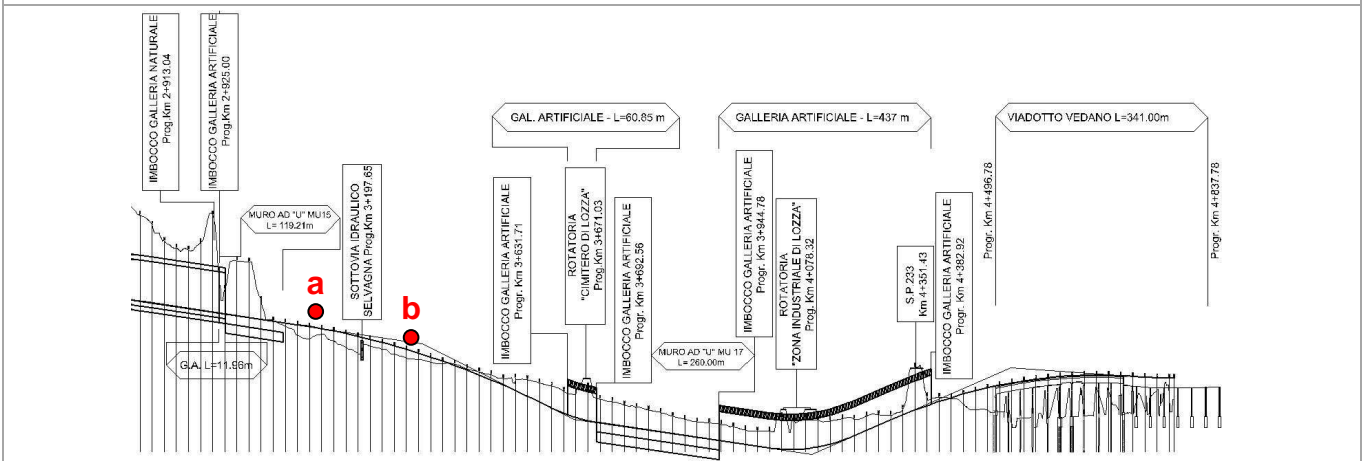 IMBOCCO GALLERIA NATURALE
Prog.Km 2+913.04
IMBOCCO GALLERIA ARTIFICIALE
Prog.Km 2+925.00
MURO AD "U" MU15
L= 119.21m
G.A. L=11.96m
a
SOTTOVIA IDRAULICO
SELVAGNA Prog.Km 3+197.65
b
GAL. ARTIFICIALE - L=60.85 m
IMBOCCO GALLERIA ARTIFICIALE
Prog.Km 3+631.71
ROTATORIA
"CIMITERO DI LOZZA"
Prog.Km 3+671.03
IMBOCCO GALLERIA ARTIFICIALE
Prog.Km 3+692.56
MURO AD "U" MU 17
L= 260.00m
GALLERIA ARTIFICIALE - L=437 m
IMBOCCO GALLERIA ARTIFICIALE
Progr. Km 3+944.78
ROTATORIA
"ZONA INDUSTRIALE DI LOZZA"
Prog. Km 4+078.32
S.P.233
Km 4+351.43
IMBOCCO GALLERIA ARTIFICIALE
Progr. Km 4+382.92
VIADOTTO VEDANO L=341.00m
Progr. Km 4+496.78
Progr. Km 4+837.78